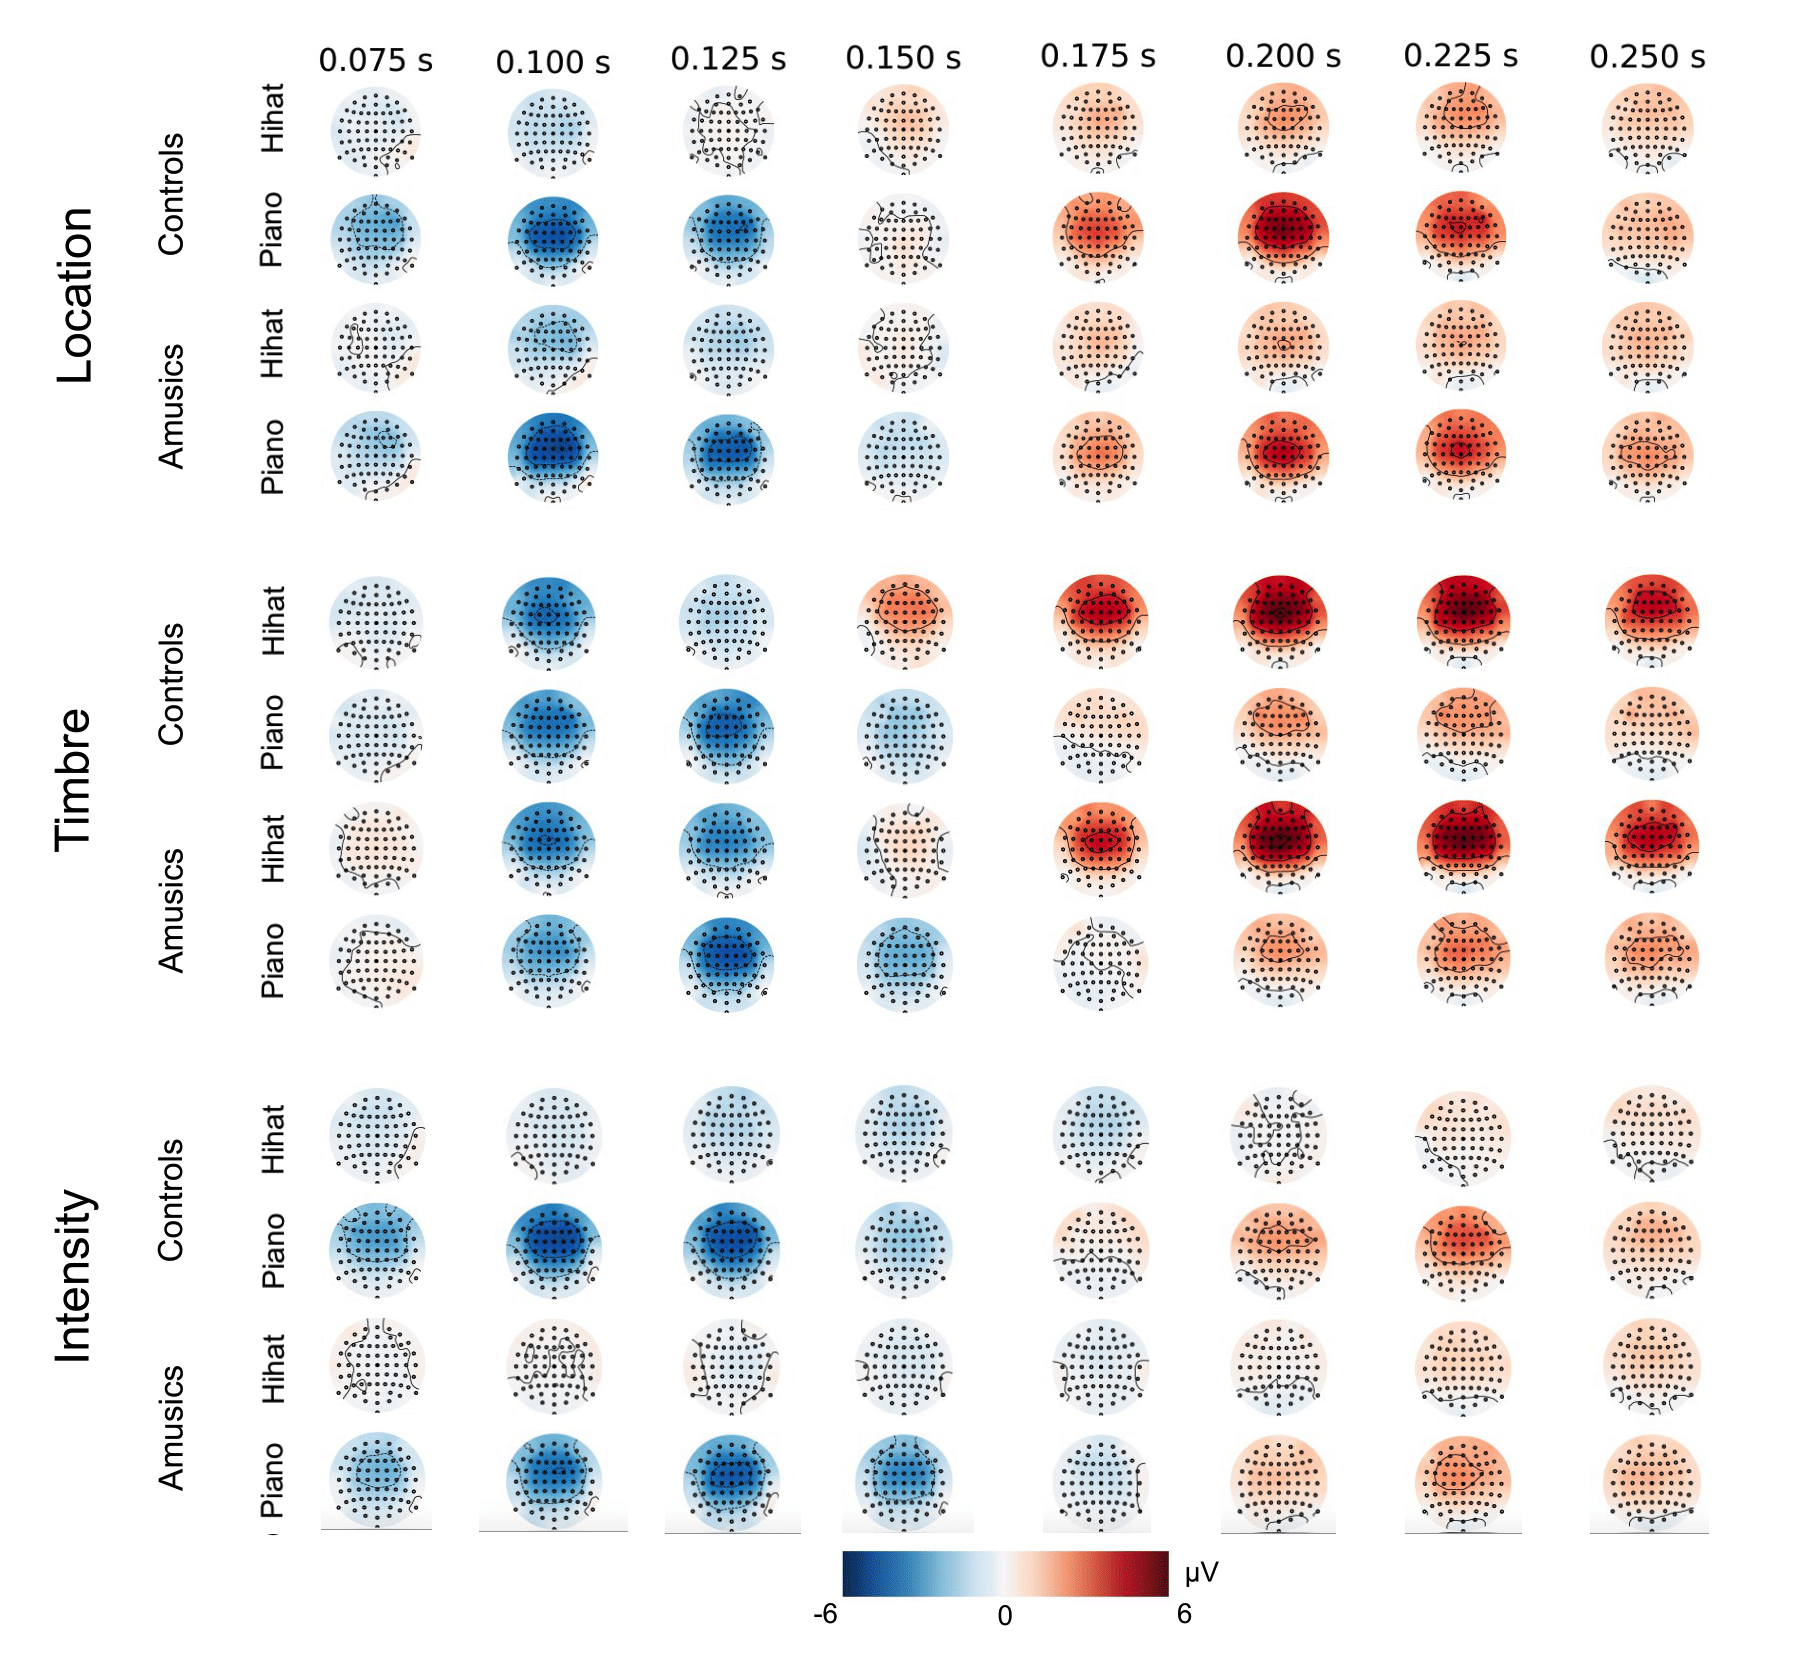 0.075 s 0.100 s 0.125 s 0.150 s 0.175 s 0.200 s 0.225 s 0.250 s
Location
Controls
Hihat
Piano
Amusics
Hihat
Piano
Timbre
Controls
Hihat
Piano
Amusics
Hihat
Piano
Intensity
Controls
Hihat
Piano
Amusics
Hihat
Piano
µV
-6 0 6